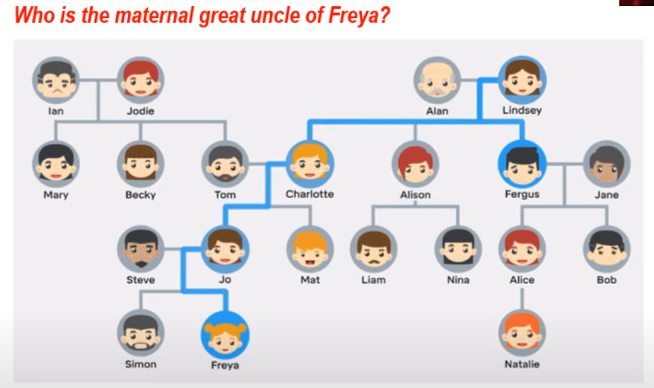 Who is the maternal great uncle of Freya?
Ian Jodie Alan Lindsey
Mary Becky Tom Charlotte Alison Fergus Jane
Steve Jo Mat Liam Nina Alice Bob
Simon Freya Natalie